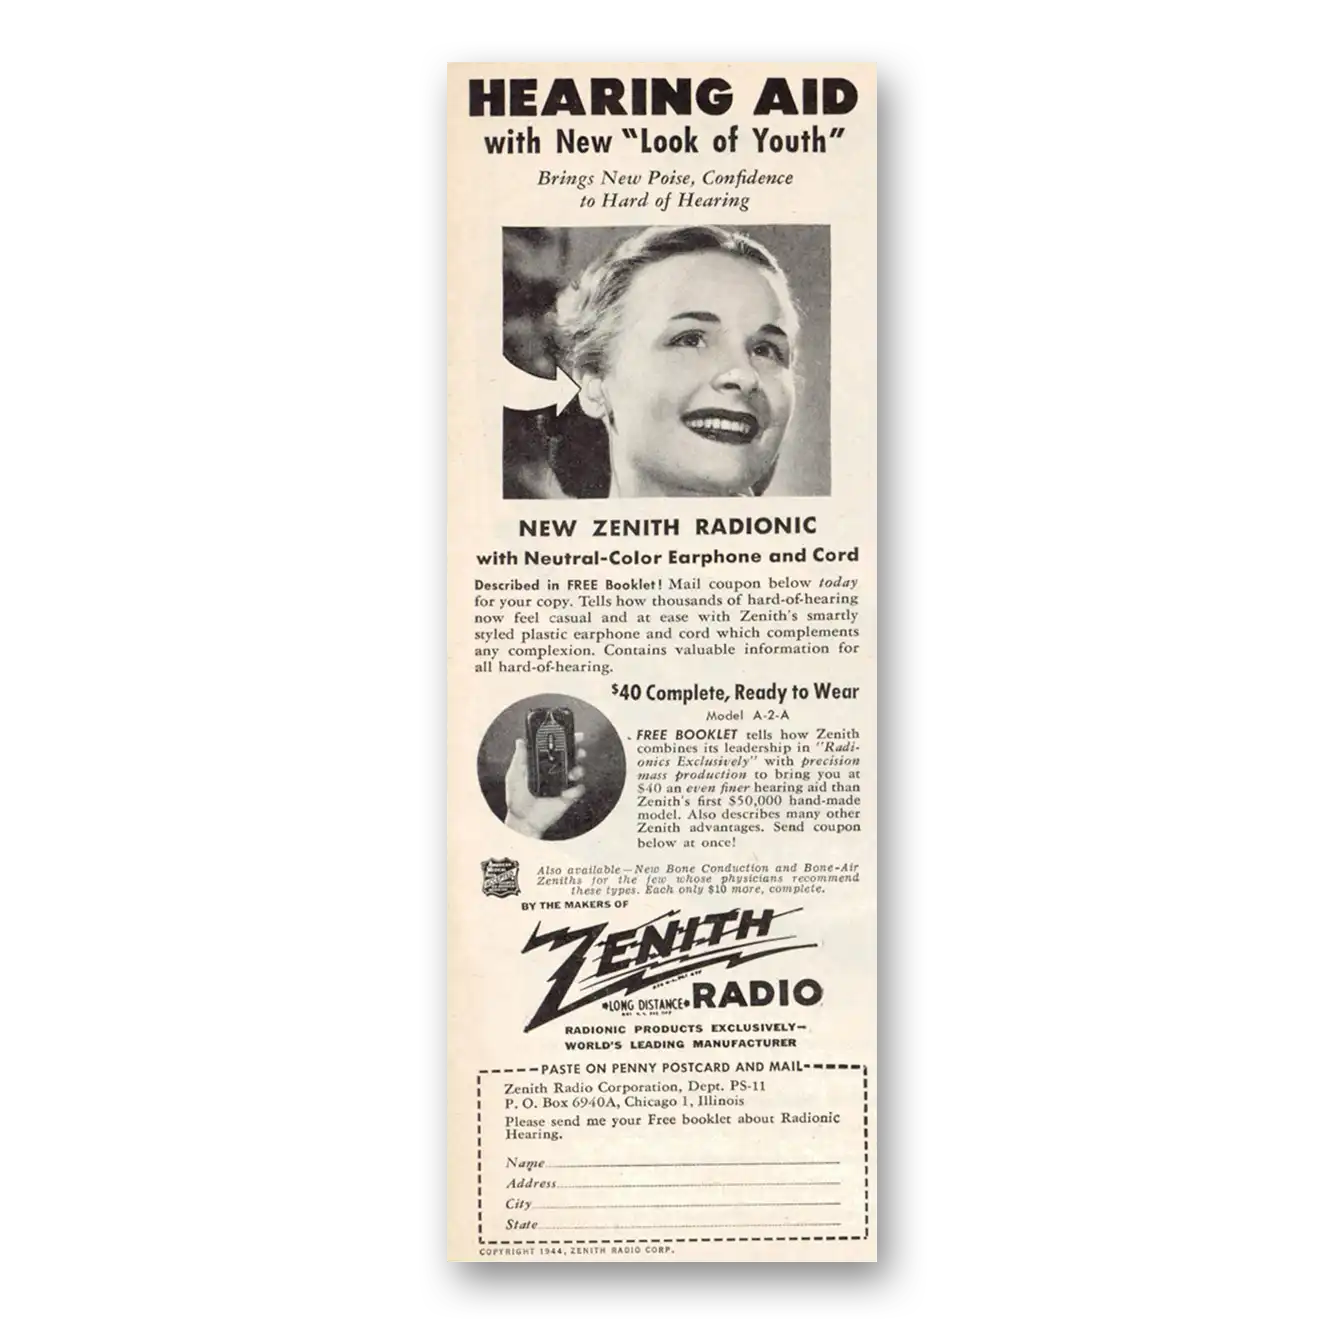 HEARING AID
with New "Look of Youth"
Brings New Poise, Confidence
to Hard of Hearing
NEW ZENITH RADIONIC
with Neutral-Color Earphone and Cord
Described in FREE Booklet! Mail coupon below today
for your copy. Tells how thousands of hard-of-hearing
now feel casual and at ease with Zenith's smartly
styled plastic earphone and cord which complements
any complexion. Contains valuable information for
all hard-of-hearing.
$40 Complete, Ready to Wear
Model A-2-A
FREE BOOKLET tells how Zenith
combines its leadership in "Radi-
onics Exclusively" with precision
mass production to bring you at
$40 an even finer hearing aid than
Zenith's first $50,000 hand-made
model. Also describes many other
Zenith advantages. Send coupon
below at once!
Also available—New Bone Conduction and Bone-Air
Zeniths for the few whose physicians recommend
these types. Each only $10 more, complete.
BY THE MAKERS OF
ZENITH
LONG DISTANCE RADIO
RADIONIC PRODUCTS EXCLUSIVELY—
WORLD'S LEADING MANUFACTURER
PASTE ON PENNY POSTCARD AND MAIL
Zenith Radio Corporation, Dept. PS-11
P. O. Box 6940A, Chicago 1, Illinois
Please send me your Free booklet about Radionic
Hearing.
Name
Address
City
State
COPYRIGHT 1944, ZENITH RADIO CORP.